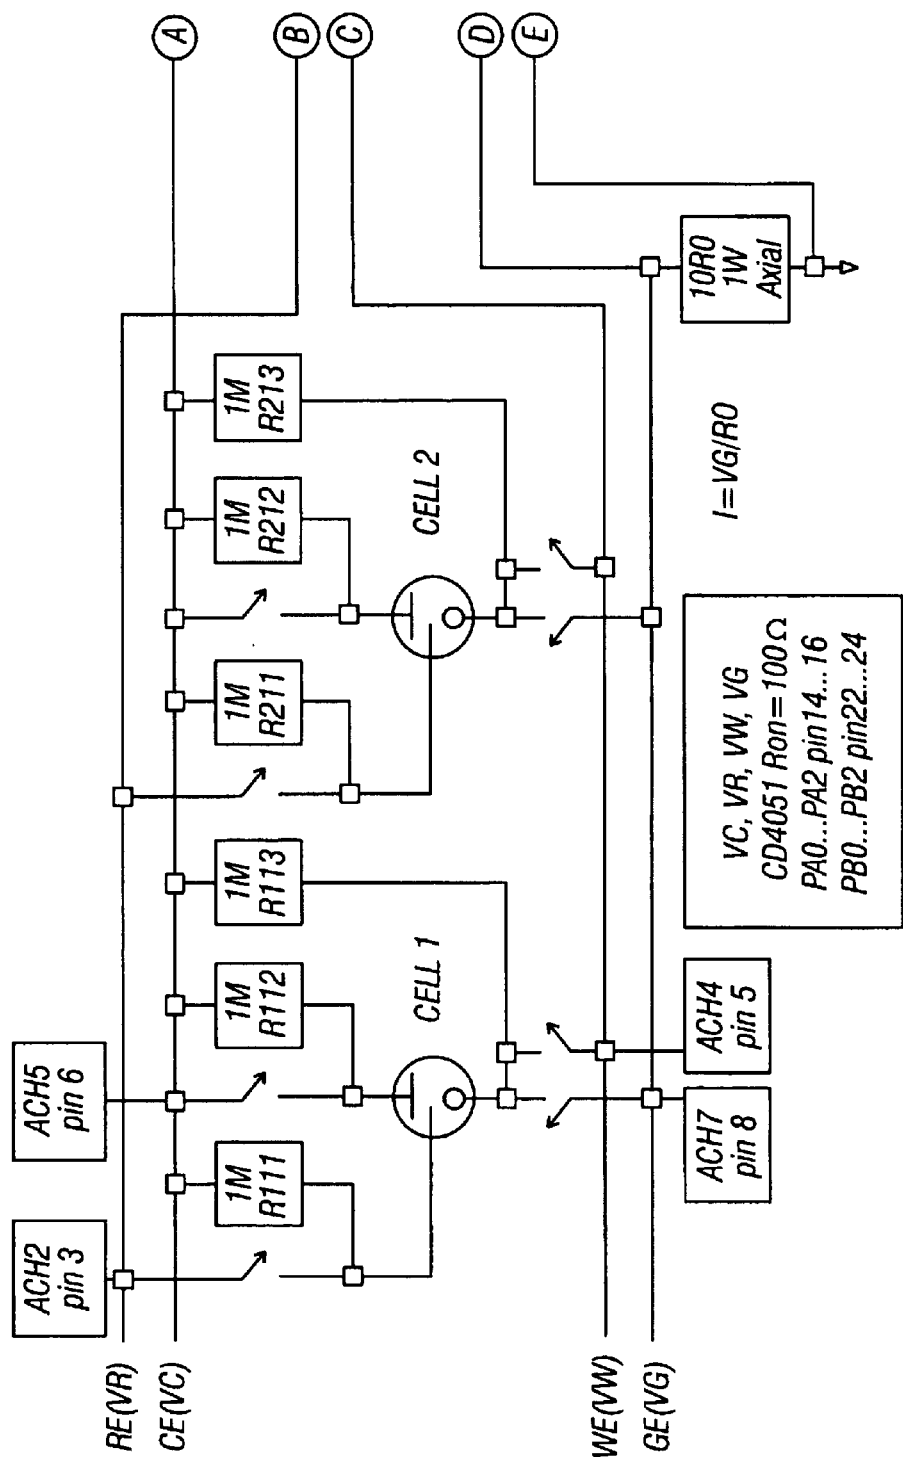 ACH2
pin 3
ACH5
pin 6
RE(VR)
CE(VC)
A
1M
R111
1M
R112
1M
R113
1M
R211
1M
R212
1M
R213
B
C
CELL 1
CELL 2
D
E
WE(VW)
GE(VG)
ACH7
pin 8
ACH4
pin 5
VC, VR, VW, VG
CD4051 Ron=100Ω
PA0...PA2 pin14...16
PB0...PB2 pin22...24
I=VG/R0
10R0
1W
Axial